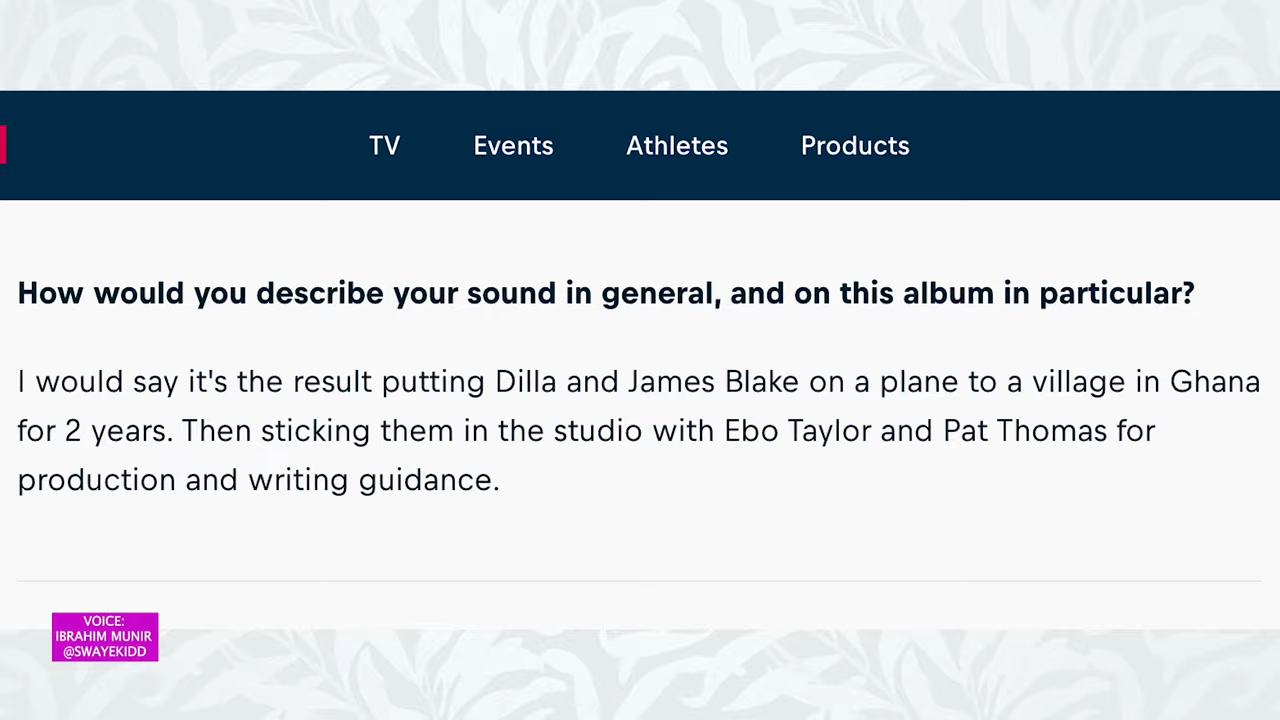 TV Events Athletes Products
How would you describe your sound in general, and on this album in particular?
I would say it's the result putting Dilla and James Blake on a plane to a village in Ghana
for 2 years. Then sticking them in the studio with Ebo Taylor and Pat Thomas for
production and writing guidance.
VOICE:
IBRAHIM MUNIR
@SWAYEKIDD